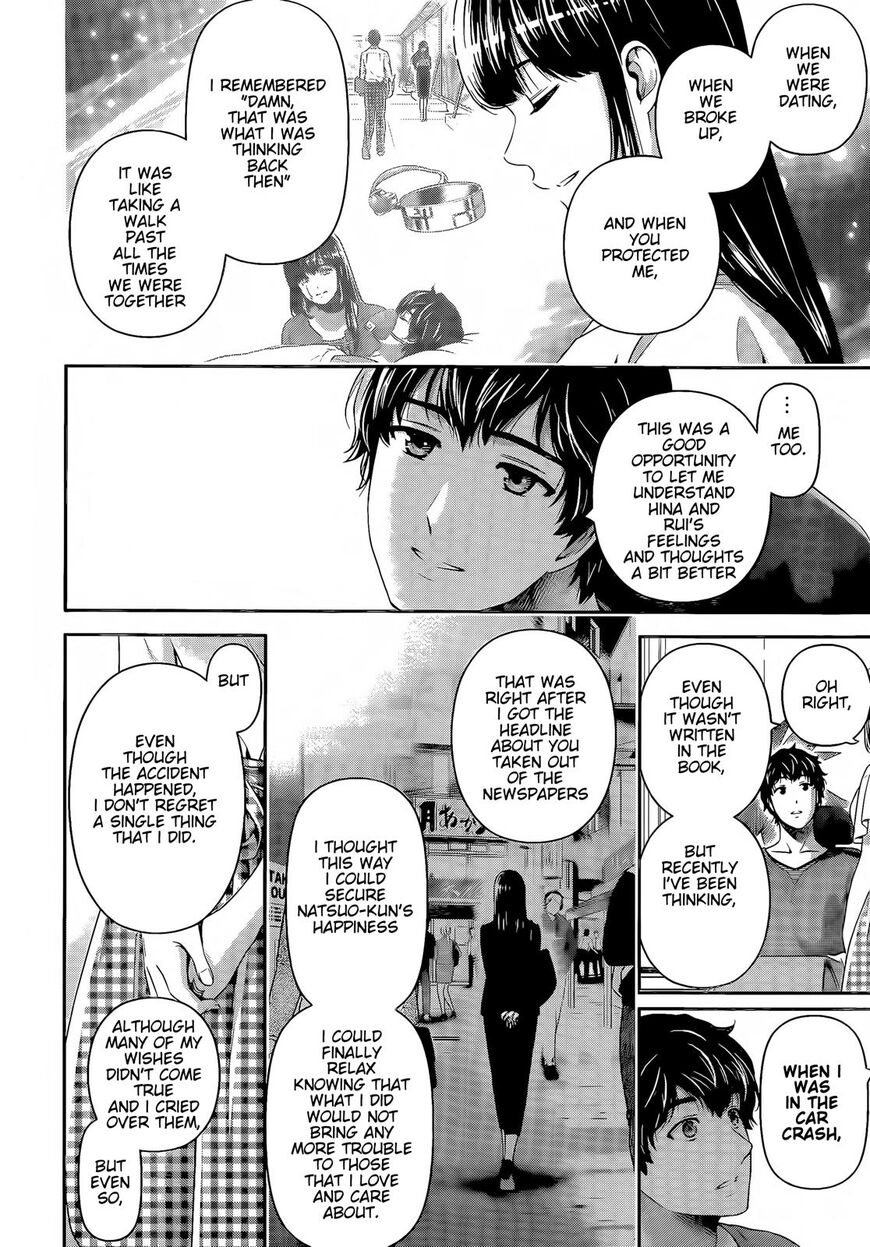 WHEN
WE
WERE
DATING,
WHEN
WE
BROKE
UP,
AND WHEN
YOU
PROTECTED
ME,
I REMEMBERED
"DAMN,
THAT WAS
WHAT I WAS
THINKING
BACK
THEN"
IT WAS
LIKE
TAKING A
WALK
PAST
ALL THE
TIMES
WE WERE
TOGETHER
...
ME
TOO.
THIS WAS A
GOOD
OPPORTUNITY
TO LET ME
UNDERSTAND
HINA AND
RUI'S
FEELINGS
AND THOUGHTS
A BIT BETTER
OH
RIGHT,
EVEN
THOUGH
IT WASN'T
WRITTEN
IN THE
BOOK,
BUT
RECENTLY
I'VE BEEN
THINKING,
WHEN I
WAS
IN THE
CAR
CRASH,
THAT WAS
RIGHT AFTER
I GOT THE
HEADLINE
ABOUT YOU
TAKEN OUT
OF THE
NEWSPAPERS
I THOUGHT
THIS WAY
I COULD
SECURE
NATSUO-KUN'S
HAPPINESS
I COULD
FINALLY
RELAX
KNOWING THAT
WHAT I DID
WOULD NOT
BRING ANY
MORE TROUBLE
TO THOSE
THAT I LOVE
AND CARE
ABOUT.
BUT
EVEN
THOUGH
THE ACCIDENT
HAPPENED,
I DON'T REGRET
A SINGLE THING
THAT I DID.
ALTHOUGH
MANY OF MY
WISHES
DIDN'T COME
TRUE
AND I CRIED
OVER THEM,
BUT
EVEN
SO,